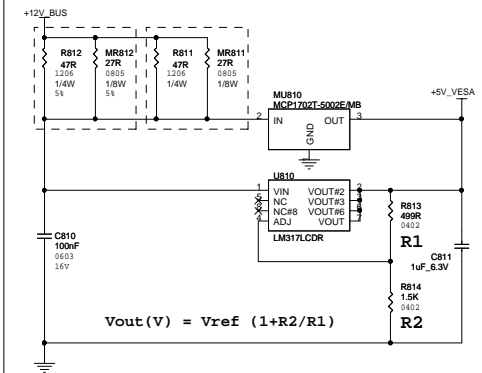 +12V_BUS
R812
47R
1206
1/4W
5%
MR812
27R
0805
1/8W
5%
R811
47R
1206
1/4W
MR811
27R
0805
1/8W
MU810
MCP1702T-5002E/MB
2 IN OUT 3
GND
+5V_VESA
U810
1 VIN VOUT#2 2
5 NC VOUT#3
NC#8 VOUT#6
4 ADJ VOUT 7
LM317LCDR
R813
499R
0402
R1
C810
100nF
0603
16V
C811
1uF_6.3V
R814
1.5K
0402
R2
Vout(V) = Vref (1+R2/R1)